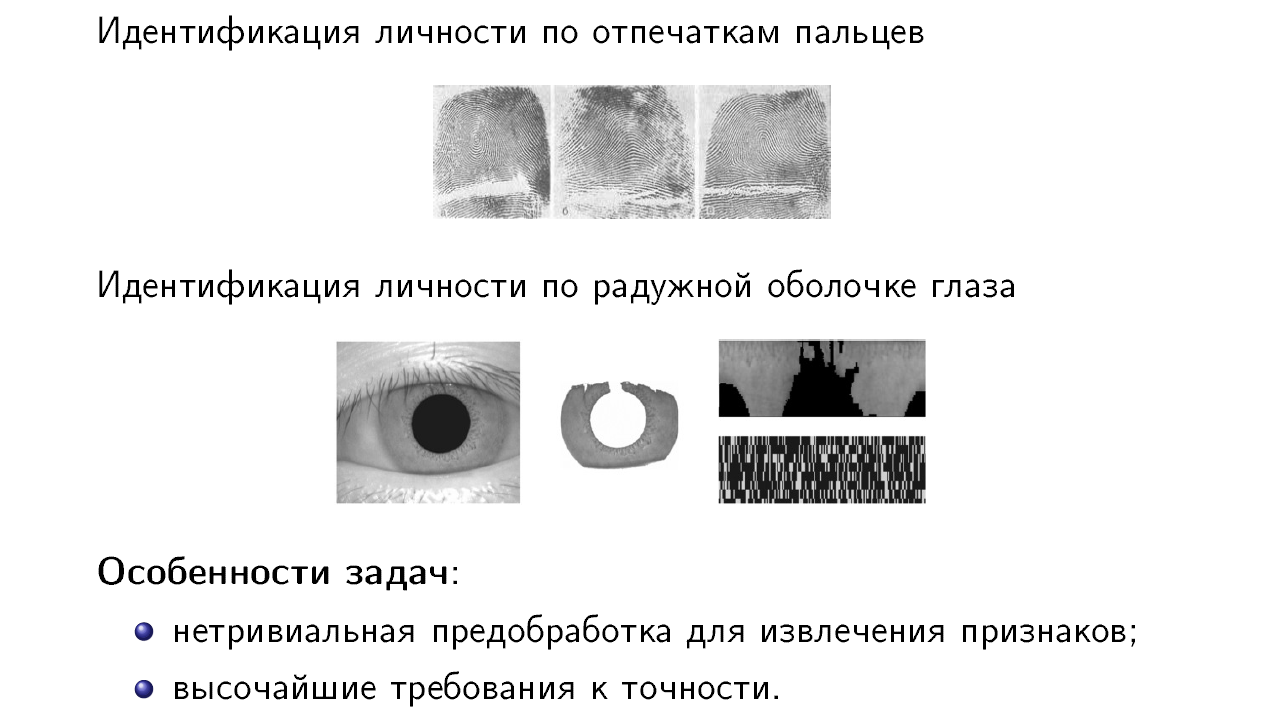 Идентификация личности по отпечаткам пальцев
Идентификация личности по радужной оболочке глаза
Особенности задач:
нетривиальная предобработка для извлечения признаков;
высочайшие требования к точности.